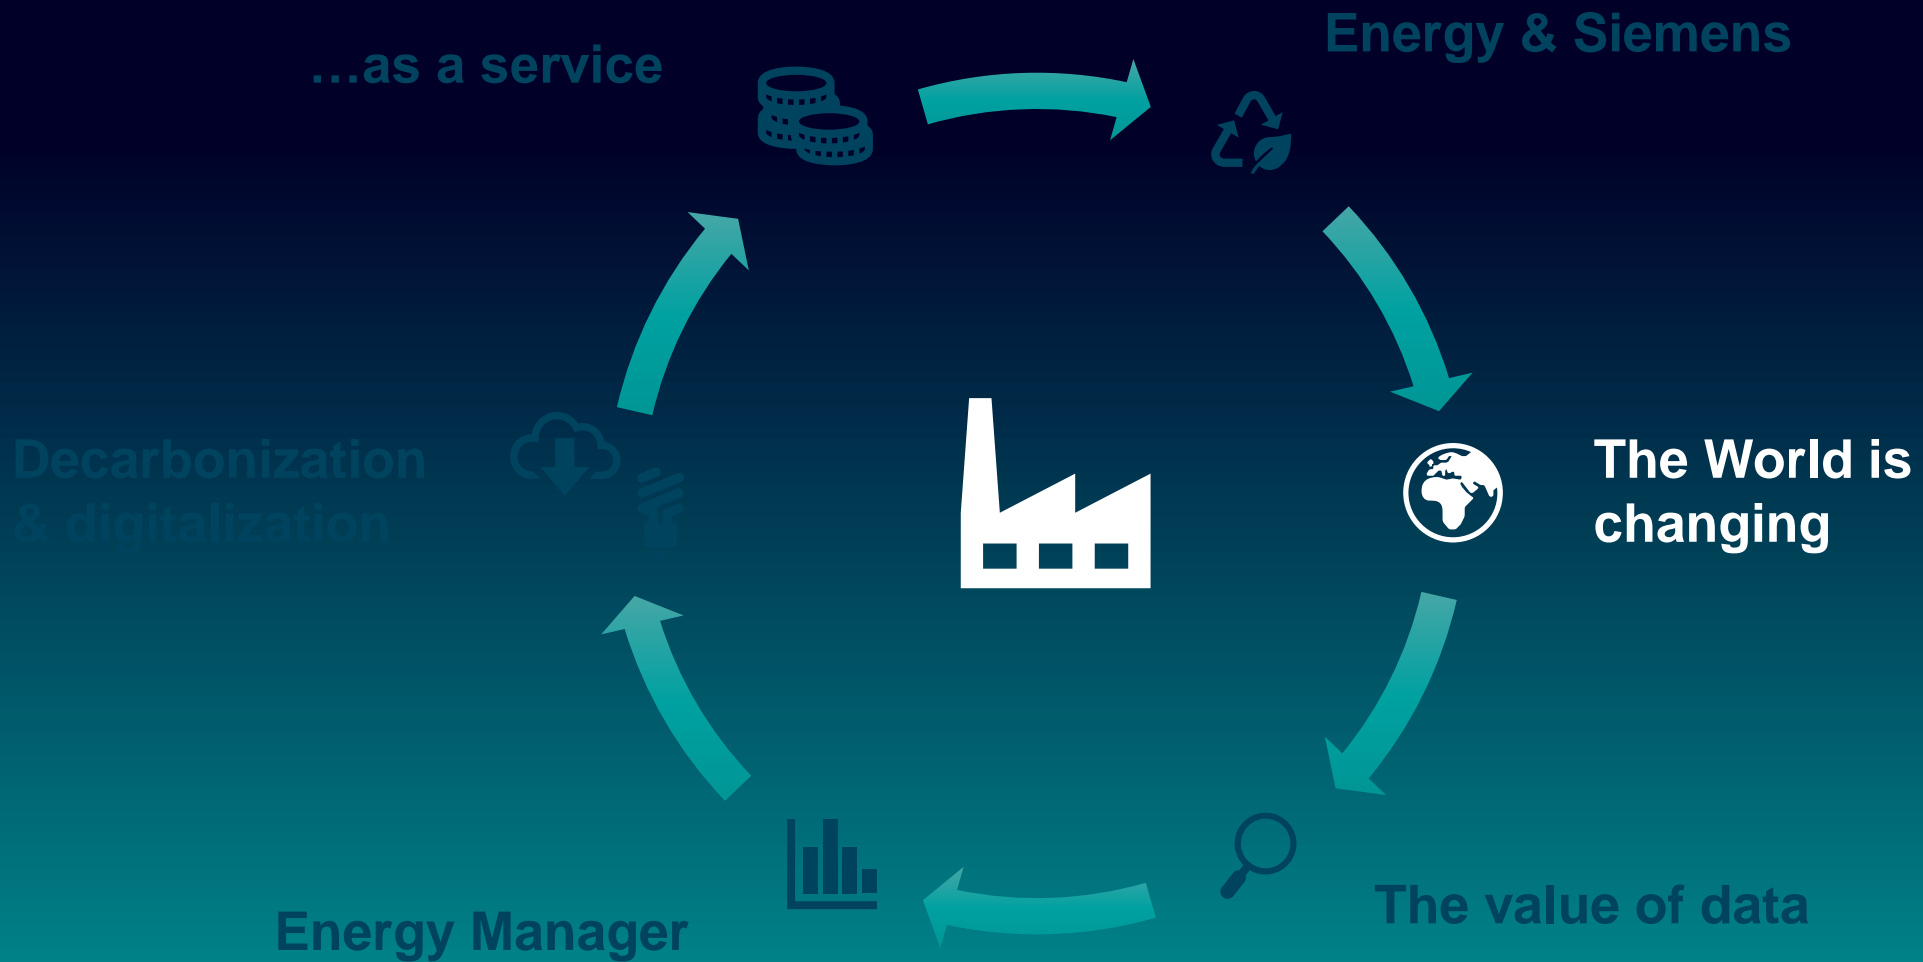 Energy & Siemens
…as a service
The World is
changing
Decarbonization
& digitalization
The value of data
Energy Manager